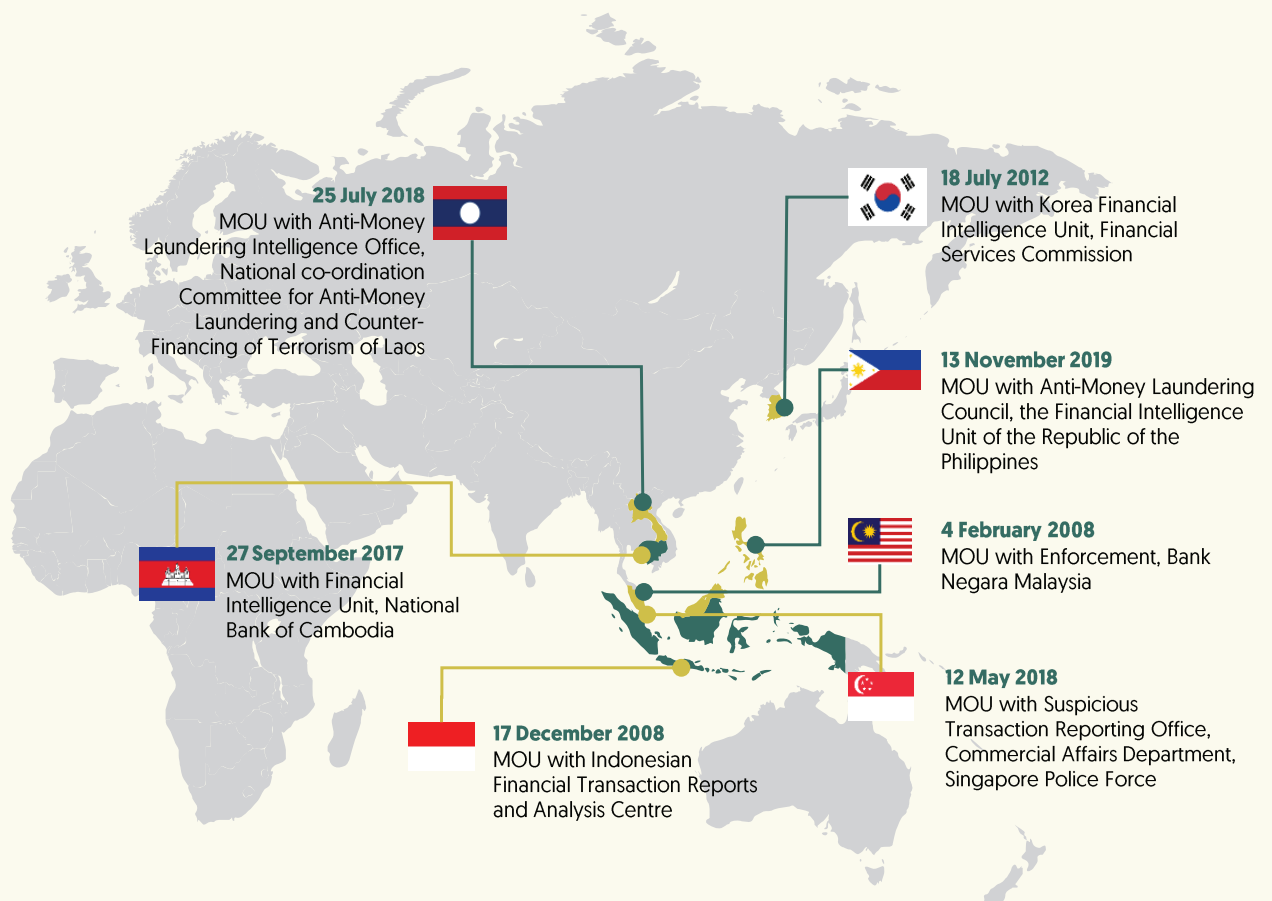 25 July 2018
MOU with Anti-Money
Laundering Intelligence Office,
National co-ordination
Committee for Anti-Money
Laundering and Counter-
Financing of Terrorism of Laos
18 July 2012
MOU with Korea Financial
Intelligence Unit, Financial
Services Commission
13 November 2019
MOU with Anti-Money Laundering
Council, the Financial Intelligence
Unit of the Republic of the
Philippines
27 September 2017
MOU with Financial
Intelligence Unit, National
Bank of Cambodia
4 February 2008
MOU with Enforcement, Bank
Negara Malaysia
12 May 2018
MOU with Suspicious
Transaction Reporting Office,
Commercial Affairs Department,
Singapore Police Force
17 December 2008
MOU with Indonesian
Financial Transaction Reports
and Analysis Centre